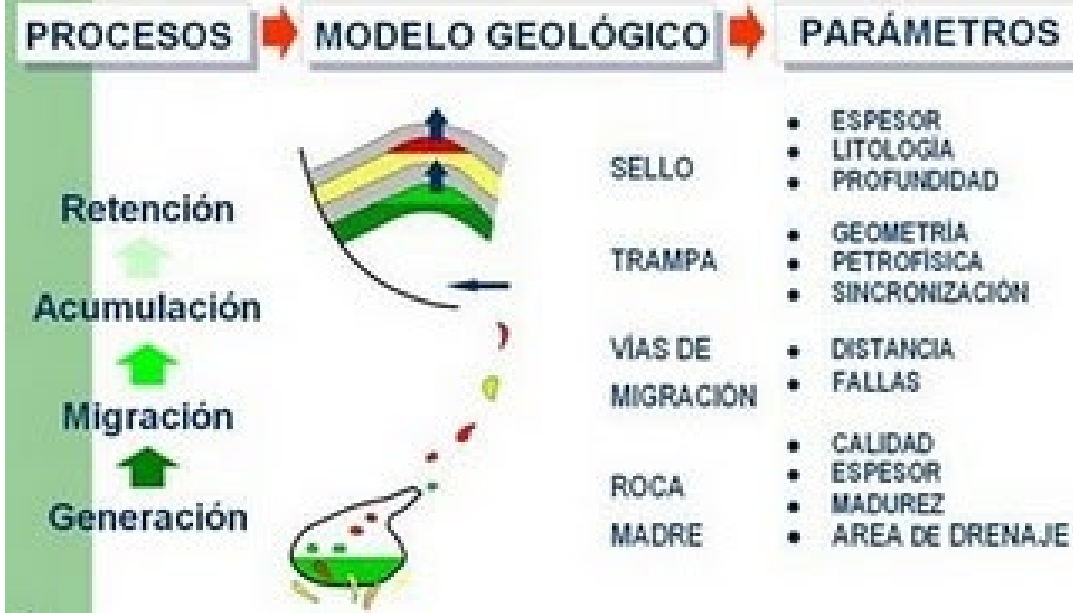 PROCESOS
MODELO GEOLÓGICO
PARÁMETROS
Retención
Acumulación
Migración
Generación
SELLO
TRAMPA
VÍAS DE
MIGRACIÓN
ROCA
MADRE
• ESPESOR
• LITOLOGÍA
• PROFUNDIDAD
• GEOMETRÍA
• PETROFÍSICA
• SINCRONIZACIÓN
• DISTANCIA
• FALLAS
• CALIDAD
• ESPESOR
• MADUREZ
• AREA DE DRENAJE